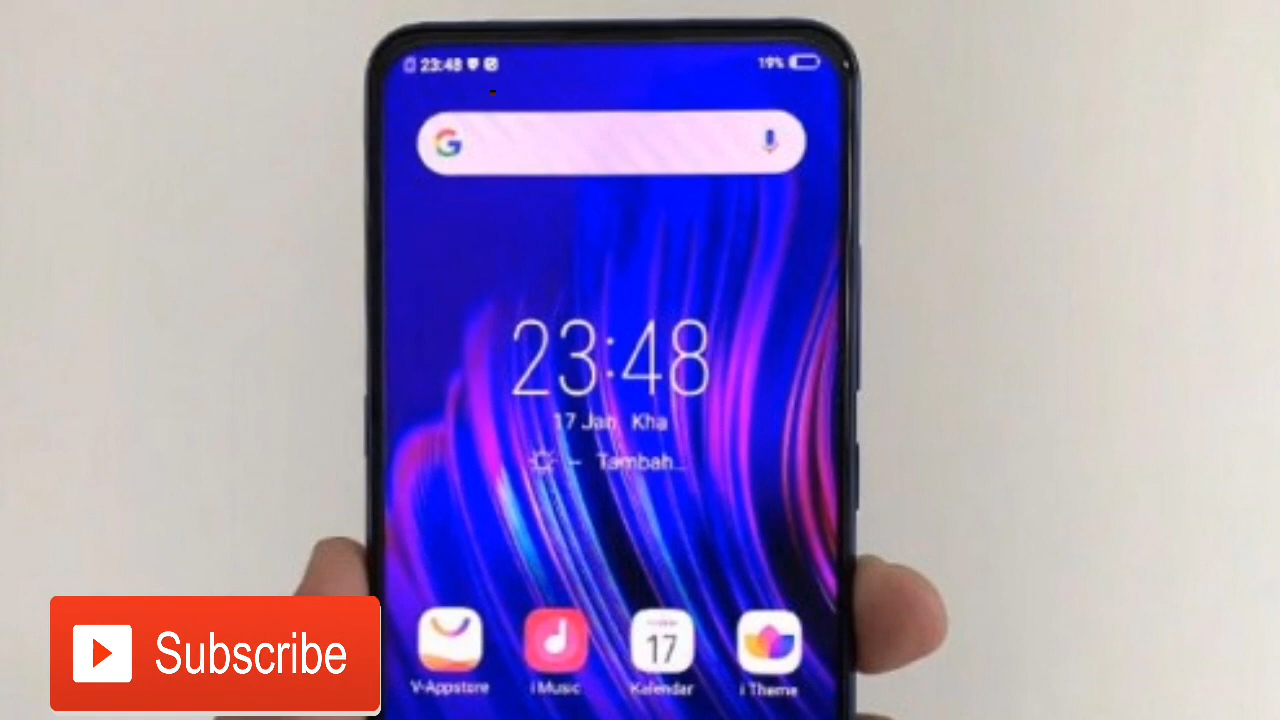 23:48
19%
G
23:48
17 Jan Kha
- Tambah...
V-Appstore
i Music
17
Kalendar
i Theme
Subscribe